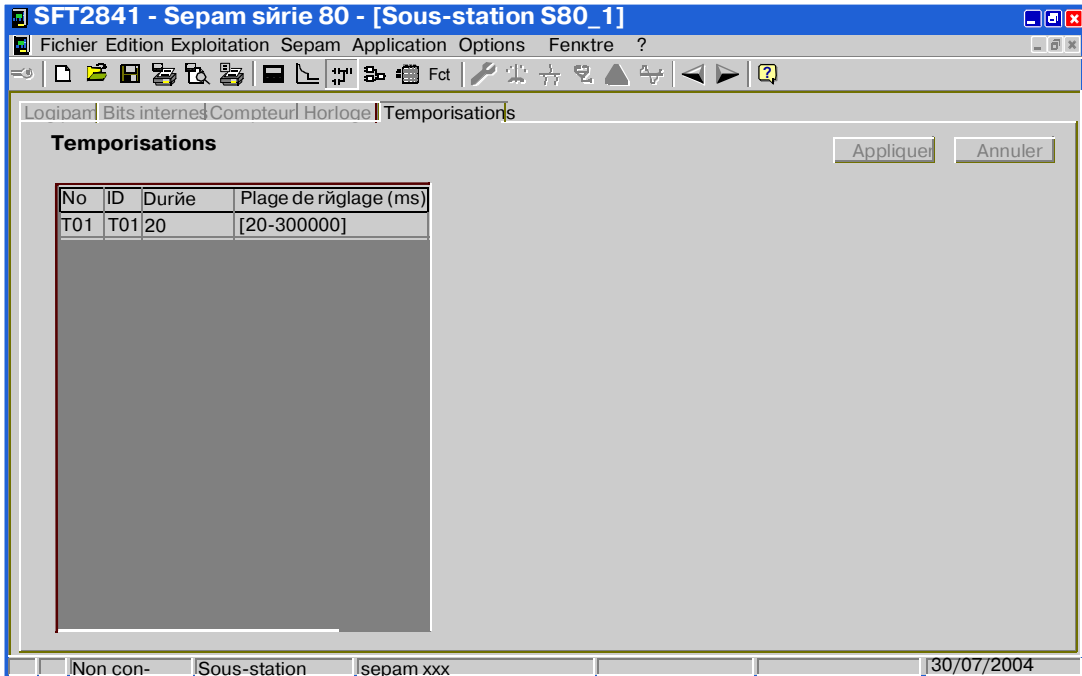 SFT2841 - Sepam sйrie 80 - [Sous-station S80_1]
Fichier Edition Exploitation Sepam Application Options Fenкtre ?
Fct
Logipam Bits internes Compteur Horloge Temporisations
Temporisations
Appliquer Annuler
No ID Durйe Plage de rйglage (ms)
T01 T01 20 [20-300000]
Non con- Sous-station sepam xxx 30/07/2004